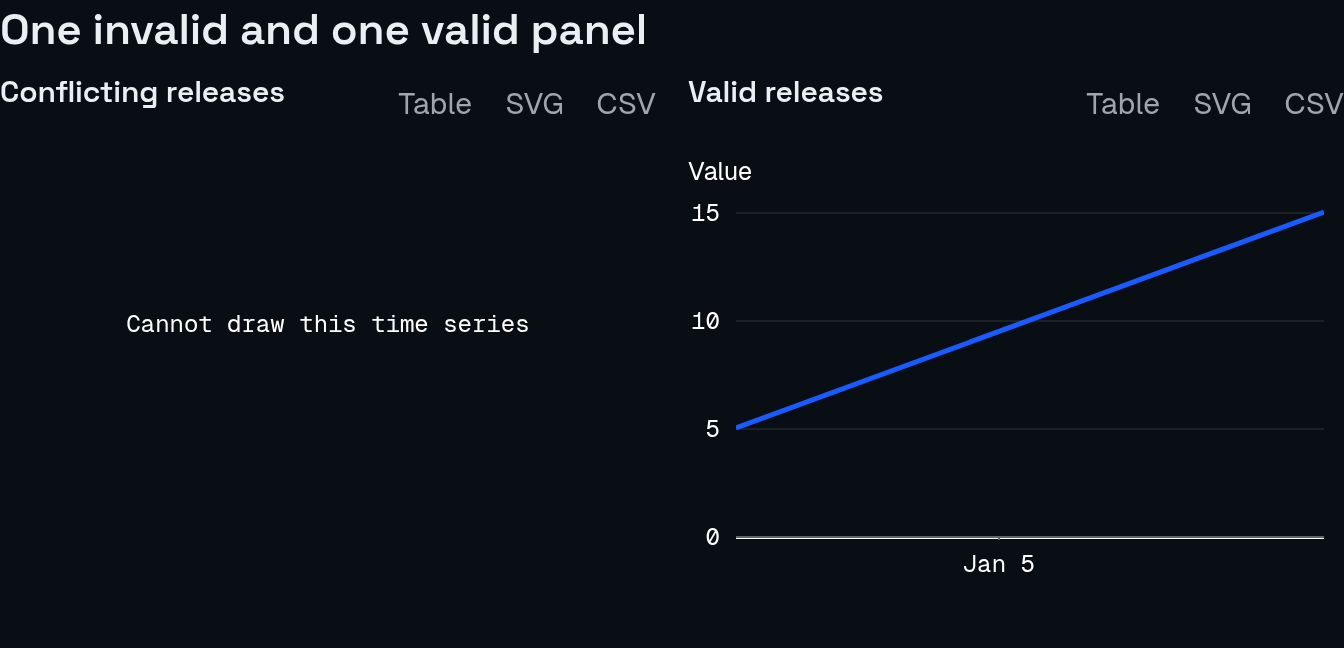 One invalid and one valid panel
Conflicting releases
Table SVG CSV
Cannot draw this time series
Valid releases
Table SVG CSV
Value
15
10
5
0
Jan 5